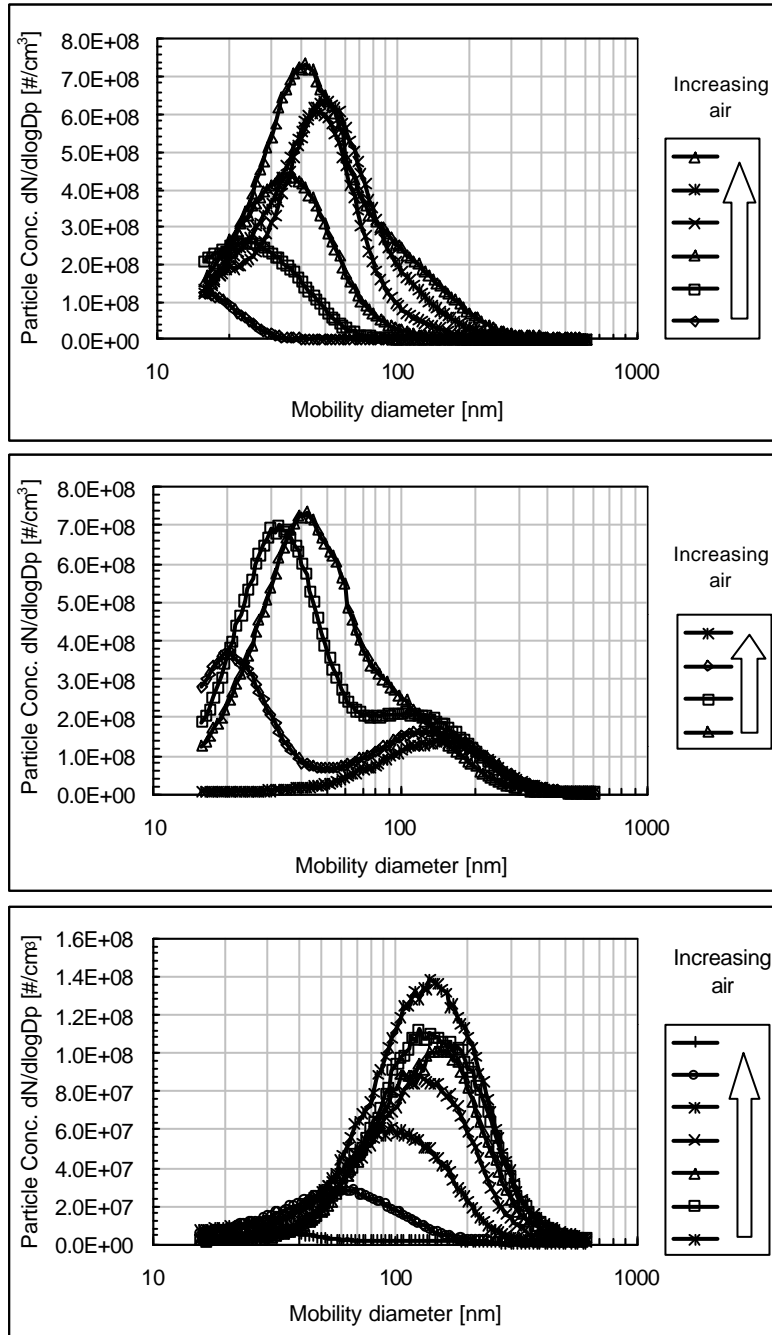 8.0E+08
7.0E+08
6.0E+08
5.0E+08
4.0E+08
3.0E+08
2.0E+08
1.0E+08
0.0E+00
Particle Conc. dN/dlogDp [#/cm³]
10
100
1000
Mobility diameter [nm]
Increasing
air
8.0E+08
7.0E+08
6.0E+08
5.0E+08
4.0E+08
3.0E+08
2.0E+08
1.0E+08
0.0E+00
Particle Conc. dN/dlogDp [#/cm³]
10
100
1000
Mobility diameter [nm]
Increasing
air
1.6E+08
1.4E+08
1.2E+08
1.0E+08
8.0E+07
6.0E+07
4.0E+07
2.0E+07
0.0E+00
Particle Conc. dN/dlogDp [#/cm³]
10
100
1000
Mobility diameter [nm]
Increasing
air